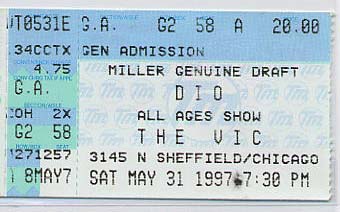 VT0531E G.A. G2 58 A 20.00
34CCTX GEN ADMISSION
4.75 MILLER GENUINE DRAFT
G.A. DIO
COH 2X ALL AGES SHOW
G2 58 THE VIC
2271257 3145 N SHEFFIELD/CHICAGO
8MAY7 SAT MAY 31 1997 7:30 PM